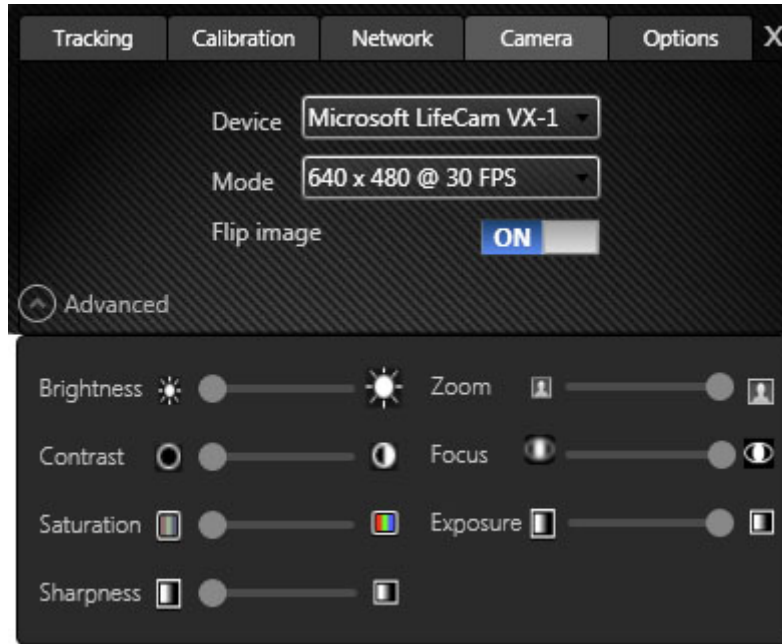 Tracking Calibration Network Camera Options X
Device Microsoft LifeCam VX-1
Mode 640 x 480 @ 30 FPS
Flip image ON
Advanced
Brightness Zoom
Contrast Focus
Saturation Exposure
Sharpness